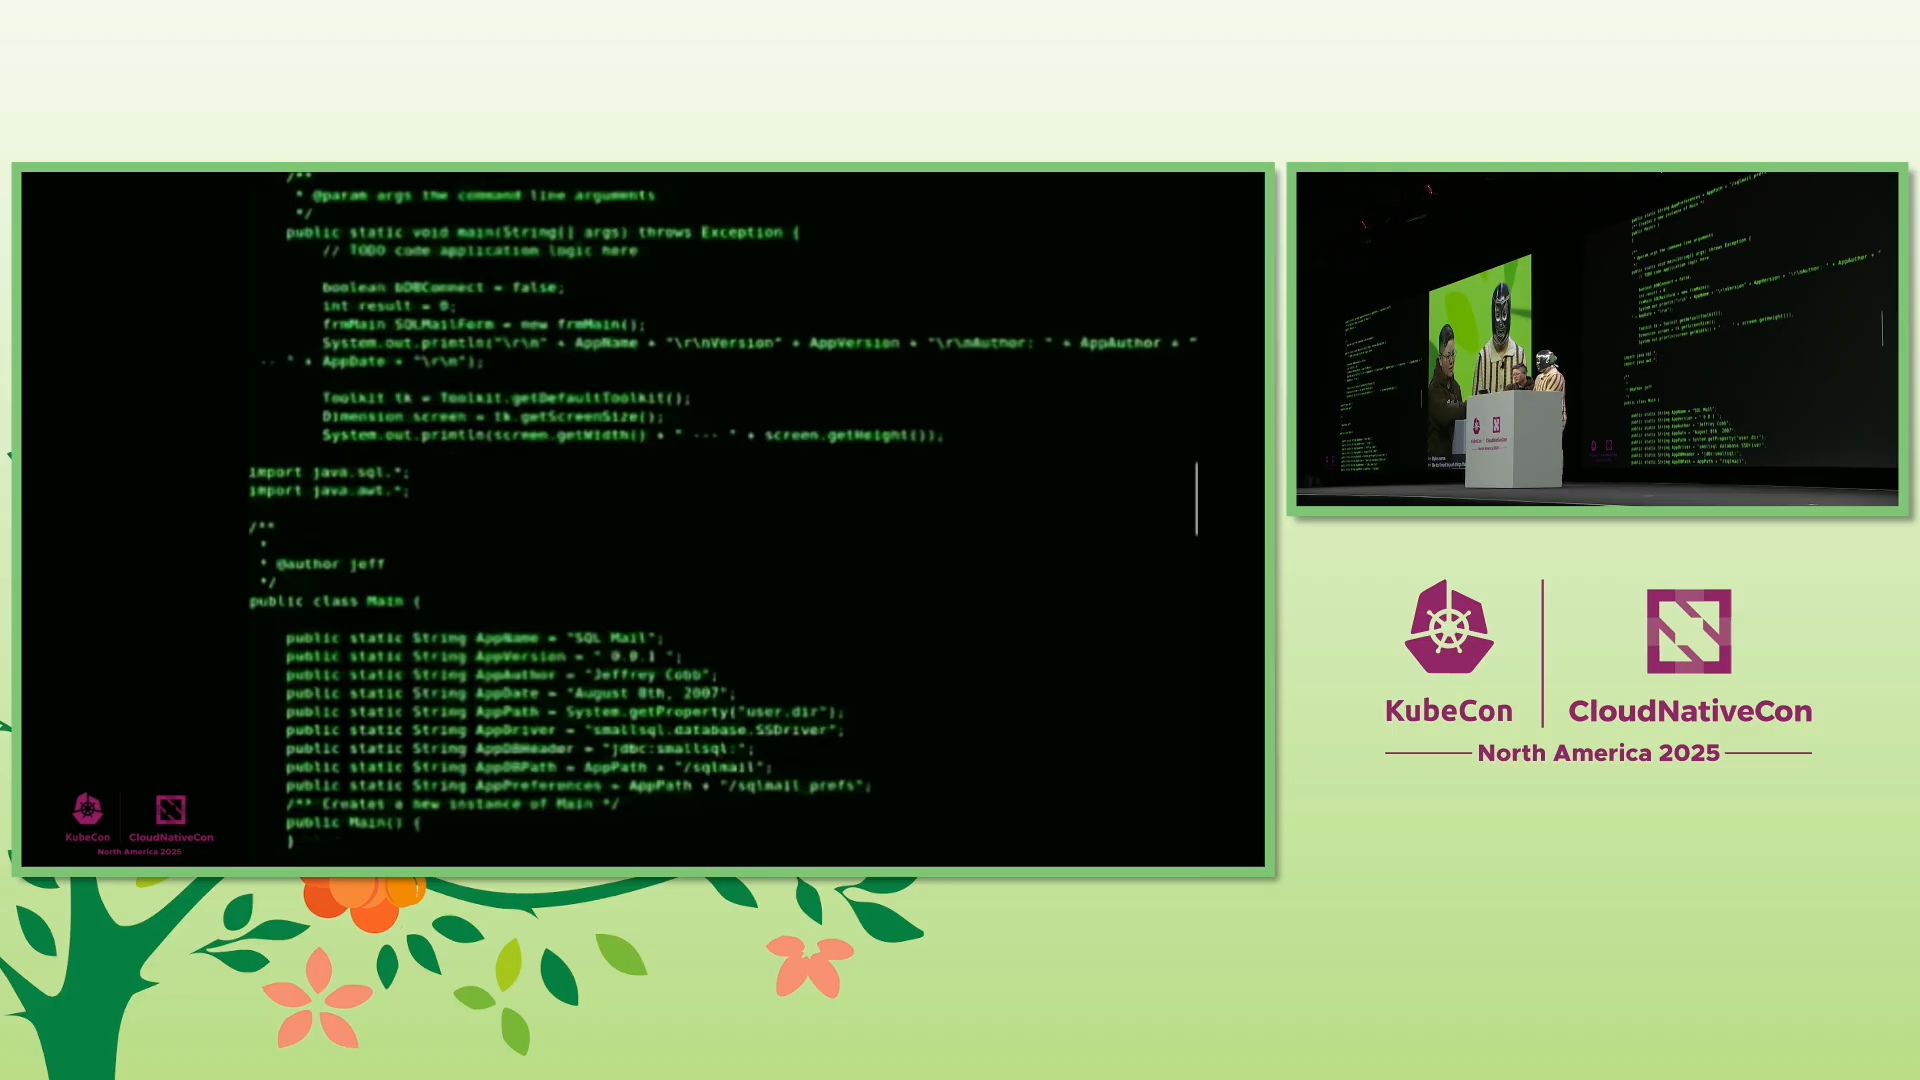 /**
* @param args the command line arguments
*/
public static void main(String[] args) throws Exception {
// TODO code application logic here
boolean bDBConnect = false;
int result = 0;
frmMain SQLMailForm = new frmMain();
System.out.println("\r\n" + AppName + "\r\nVersion" + AppVersion + "\r\nAuthor: " + AppAuthor + "
-- " + AppDate + "\r\n");
Toolkit tk = Toolkit.getDefaultToolkit();
Dimension screen = tk.getScreenSize();
System.out.println(screen.getWidth() + " --- " + screen.getHeight());
import java.sql.*;
import java.awt.*;
/**
*
* @author jeff
*/
public class Main {
public static String AppName = "SQL Mail";
public static String AppVersion = " 0.0.1 ";
public static String AppAuthor = "Jeffrey Cobb";
public static String AppDate = "August 8th, 2007";
public static String AppPath = System.getProperty("user.dir");
public static String AppDriver = "smallsql.database.SSDriver";
public static String AppDBHeader = "jdbc:smallsql:";
public static String AppDBPath = AppPath + "/sqlmail";
public static String AppPreferences = AppPath + "/sqlmail_prefs";
/** Creates a new instance of Main */
public Main() {
}
KubeCon CloudNativeCon
North America 2025
KubeCon CloudNativeCon
North America 2025